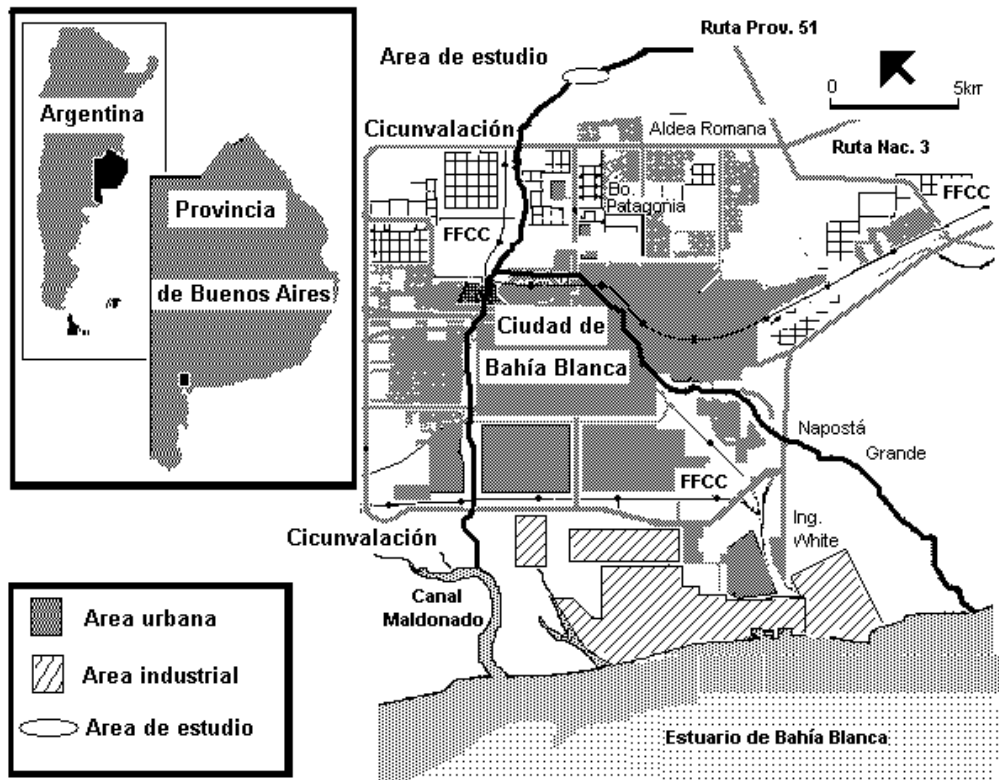 Argentina
Provincia
de Buenos Aires
Ruta Prov. 51
Area de estudio
0 5km
Cicunvalación
Aldea Romana
Ruta Nac. 3
FFCC
Bo.
Patagonia
FFCC
Ciudad de
Bahía Blanca
Napostá
Grande
FFCC
Ing.
White
Cicunvalación
Canal
Maldonado
Area urbana
Area industrial
Area de estudio
Estuario de Bahía Blanca